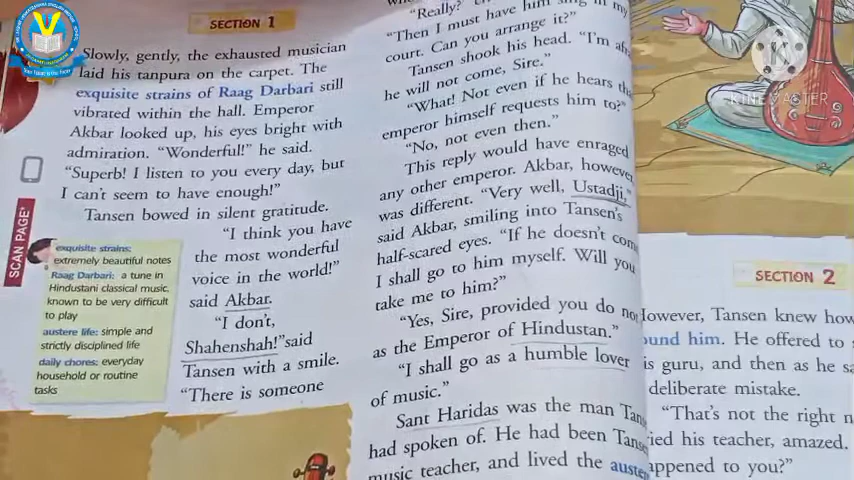 SECTION 1
Slowly, gently, the exhausted musician
laid his tanpura on the carpet. The
exquisite strains of Raag Darbari still
vibrated within the hall. Emperor
Akbar looked up, his eyes bright with
admiration. “Wonderful!” he said.
“Superb! I listen to you every day, but
I can’t seem to have enough!”
Tansen bowed in silent gratitude.
“I think you have
the most wonderful
voice in the world!”
said Akbar.
“I don’t,
Shahenshah!”said
Tansen with a smile.
“There is someone
SCAN PAGE
exquisite strains:
extremely beautiful notes
Raag Darbari: a tune in
Hindustani classical music,
known to be very difficult
to play
austere life: simple and
strictly disciplined life
daily chores: everyday
household or routine
tasks
“Really?
“Then I must have him sing in my
court. Can you arrange it?”
Tansen shook his head. “I’m
he will not come, Sire.”
“What! Not even if he hears
emperor himself requests him to?”
“No, not even then.”
This reply would have enraged
any other emperor. Akbar, however,
was different. “Very well, Ustadji,”
said Akbar, smiling into Tansen’s
half-scared eyes. “If he doesn’t come
I shall go to him myself. Will you
take me to him?”
“Yes, Sire, provided you do
as the Emperor of Hindustan.”
“I shall go as a humble lover
of music.”
Sant Haridas was the man
had spoken of. He had been
music teacher, and lived the
SECTION 2
However, Tansen knew how
him. He offered to
guru, and then as he
deliberate mistake.
“That’s not the right
his teacher, amazed.
to you?”
K
KINEMASTER